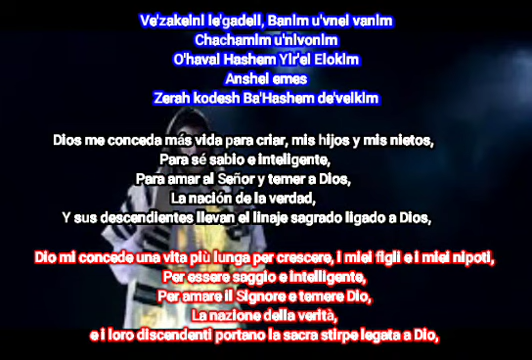 Ve'zakeini le'gadell, Banim u'vnei vanim
Chachamim u'nivonim
O'havai Hashem Yir'ei Elokim
Anshei emes
Zerah kodesh Ba'Hashem de'veikim
Dios me conceda más vida para criar, mis hijos y mis nietos,
Para sé sabio e inteligente,
Para amar al Señor y temer a Dios,
La nación de la verdad,
Y sus descendientes llevan el linaje sagrado ligado a Dios,
Dio mi concede una vita più lunga per crescere, i miei figli e i miei nipoti,
Per essere saggio e intelligente,
Per amare il Signore e temere Dio,
La nazione della verità,
e i loro discendenti portano la sacra stirpe legata a Dio,